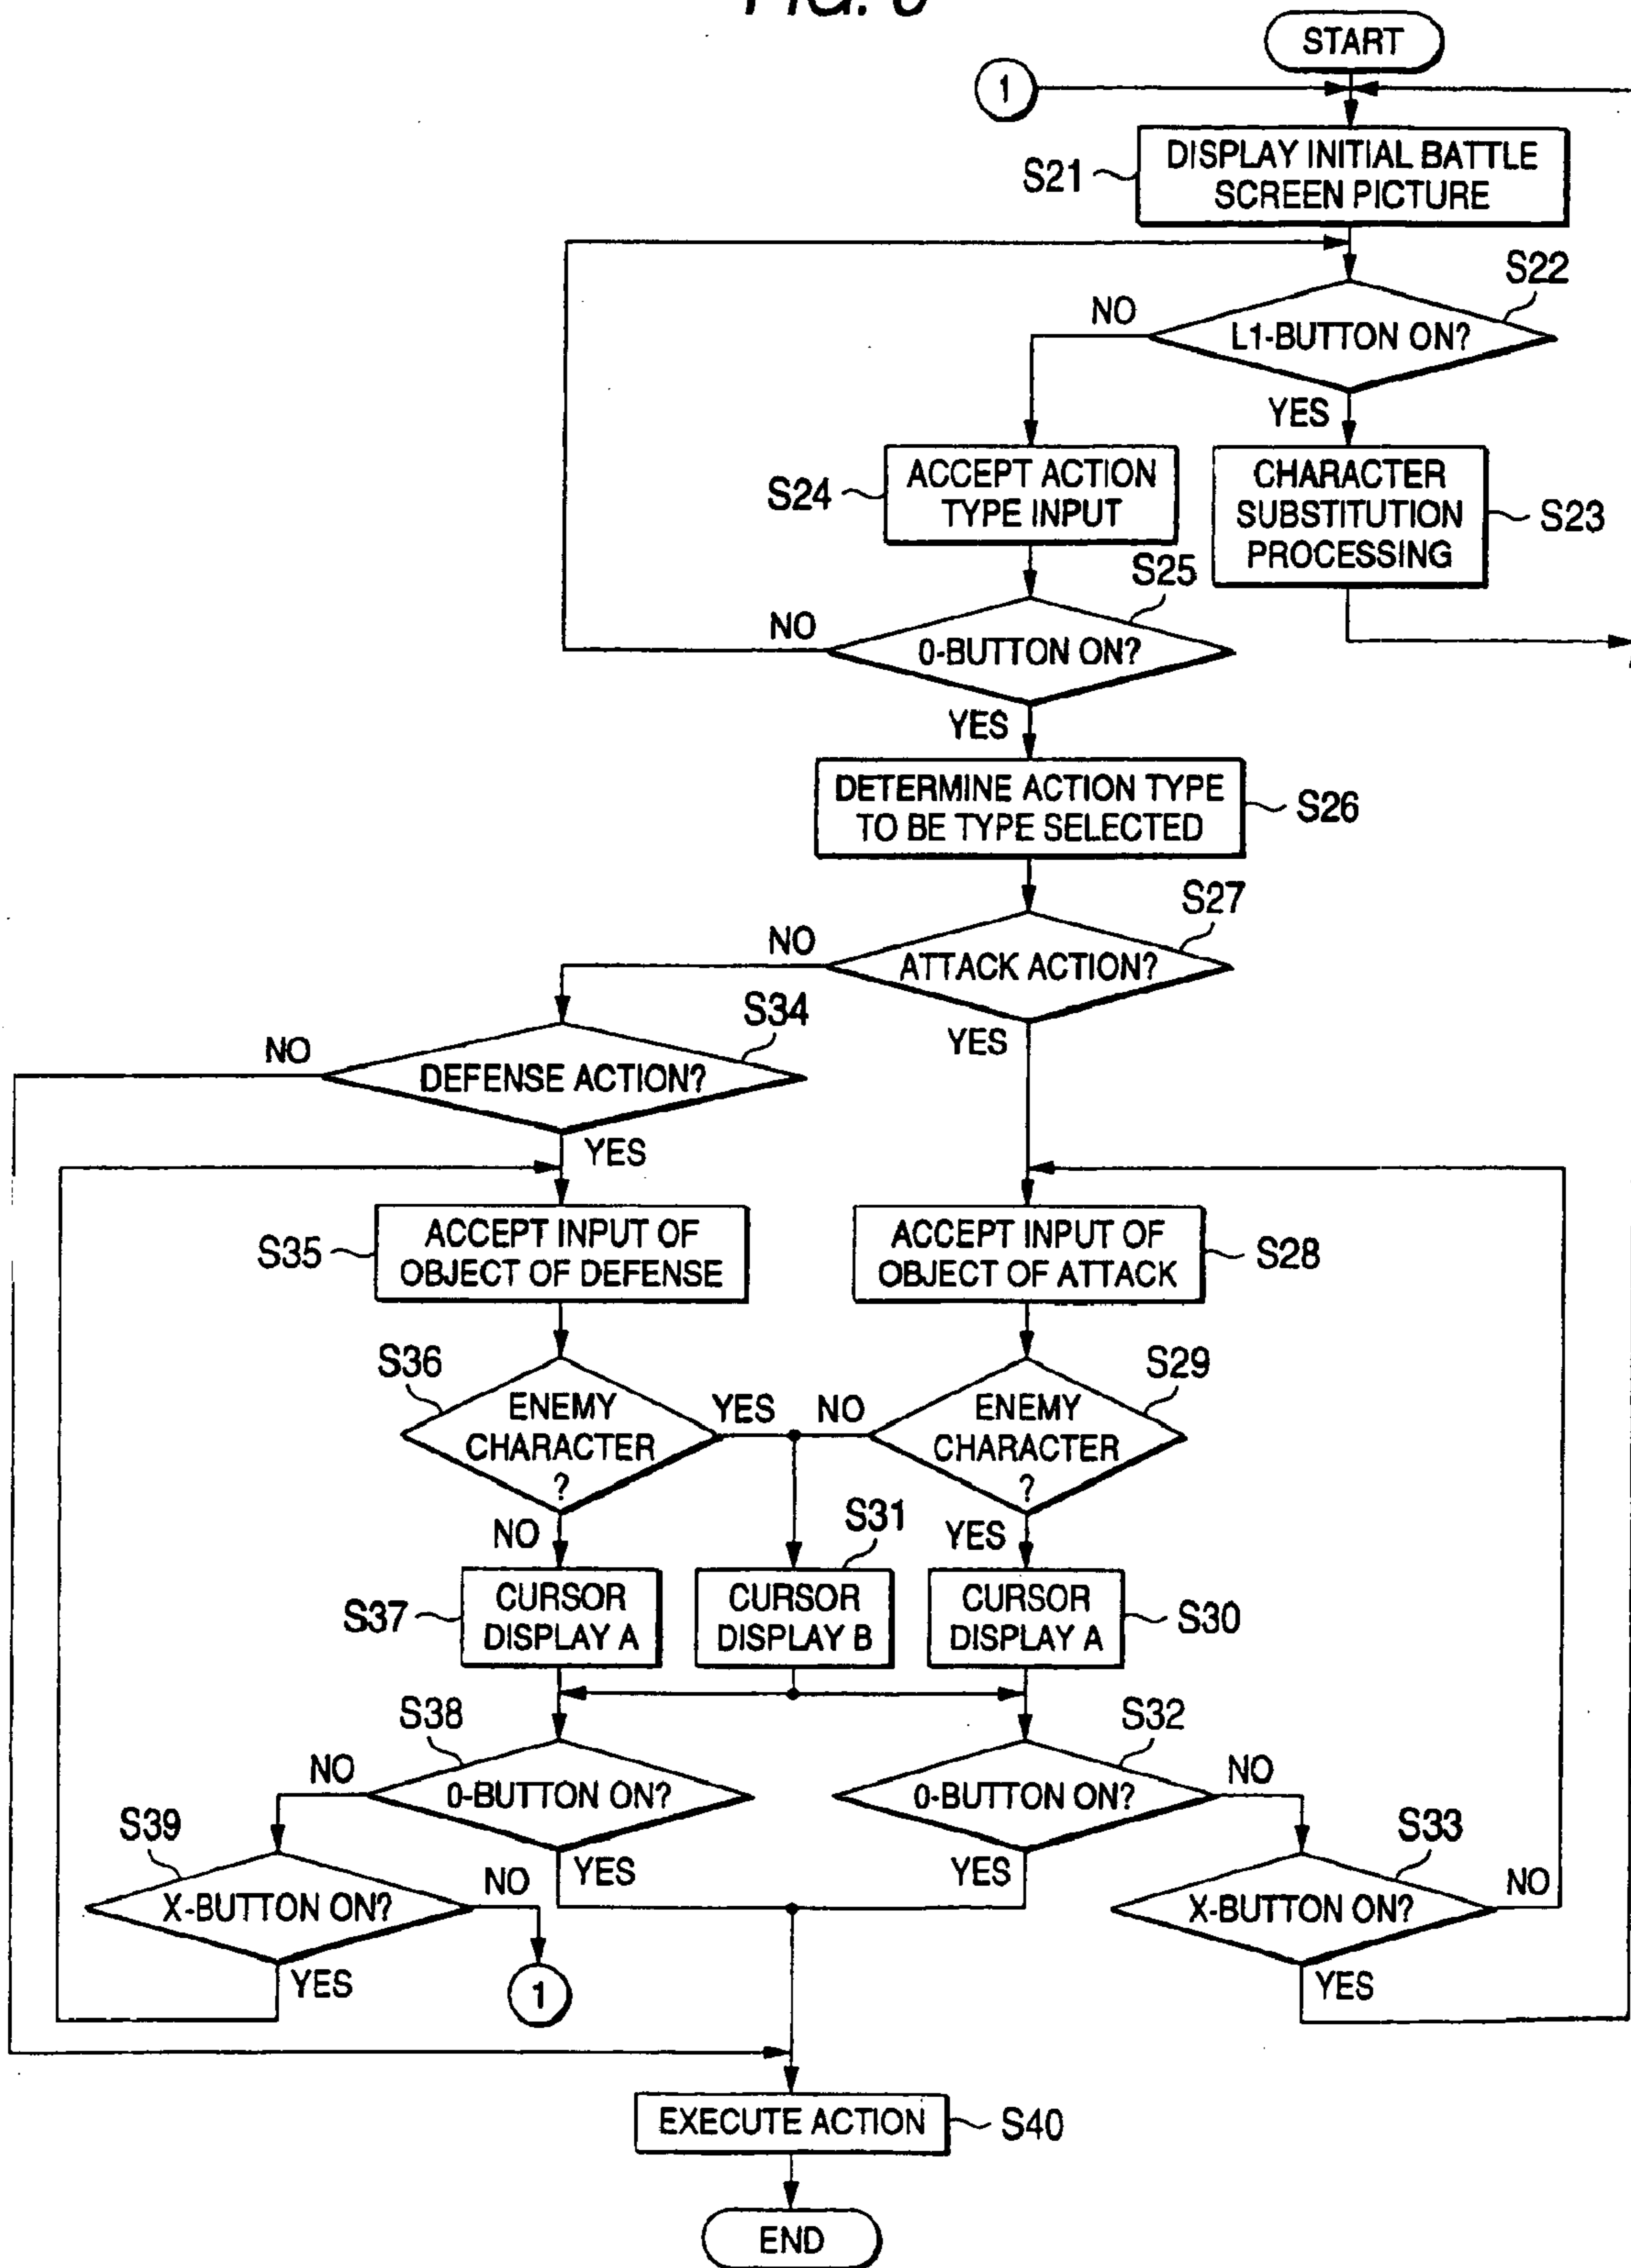 START
1
S21
DISPLAY INITIAL BATTLE
SCREEN PICTURE
S22
NO
L1-BUTTON ON?
YES
S24
ACCEPT ACTION
TYPE INPUT
CHARACTER
SUBSTITUTION
PROCESSING
S23
S25
NO
0-BUTTON ON?
YES
DETERMINE ACTION TYPE
TO BE TYPE SELECTED
S26
S27
NO
ATTACK ACTION?
YES
S34
NO
DEFENSE ACTION?
YES
S35
ACCEPT INPUT OF
OBJECT OF DEFENSE
ACCEPT INPUT OF
OBJECT OF ATTACK
S28
S36
ENEMY
CHARACTER
?
YES
NO
S29
ENEMY
CHARACTER
?
NO
S31
YES
S37
CURSOR
DISPLAY A
CURSOR
DISPLAY B
CURSOR
DISPLAY A
S30
S38
NO
0-BUTTON ON?
YES
S32
0-BUTTON ON?
NO
YES
S39
X-BUTTON ON?
NO
YES
1
S33
X-BUTTON ON?
NO
YES
EXECUTE ACTION
S40
END